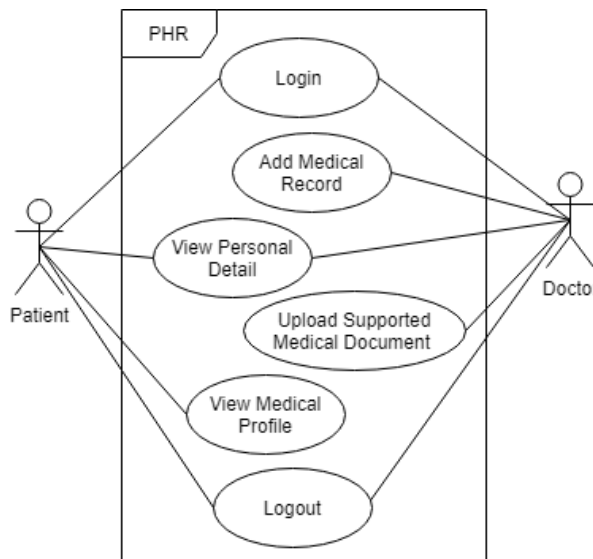 PHR
Login
Add Medical
Record
View Personal
Detail
Patient
Docto
Upload Supported
Medical Document
View Medical
Profile
Logout